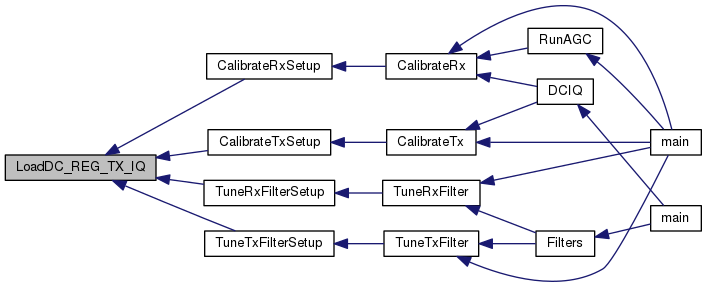 RunAGC
CalibrateRxSetup
CalibrateRx
DCIQ
CalibrateTxSetup
CalibrateTx
main
LoadDC_REG_TX_IQ
TuneRxFilterSetup
TuneRxFilter
main
TuneTxFilterSetup
TuneTxFilter
Filters